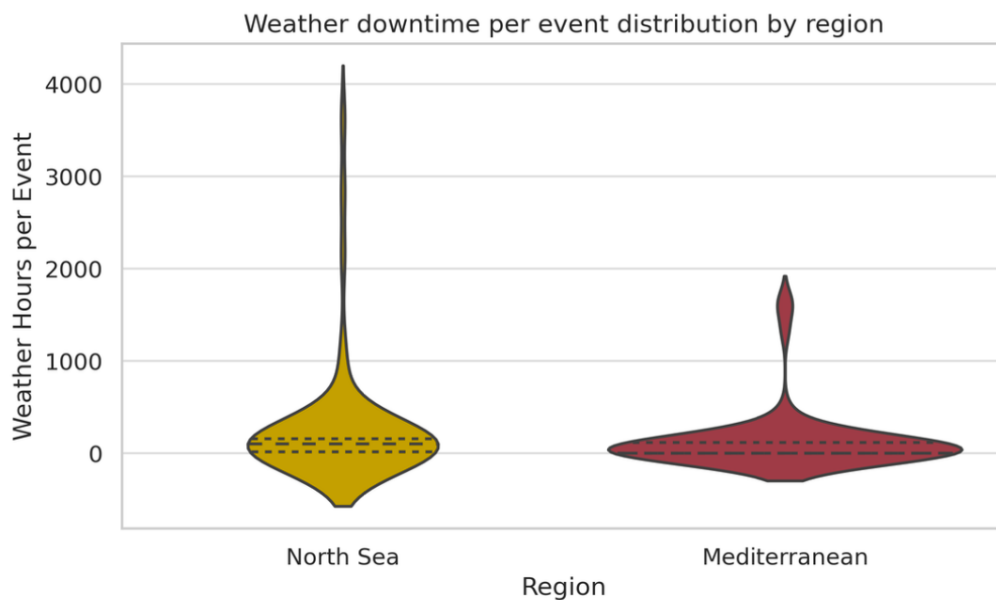 Weather downtime per event distribution by region
Weather Hours per Event
4000
3000
2000
1000
0
North Sea
Mediterranean
Region